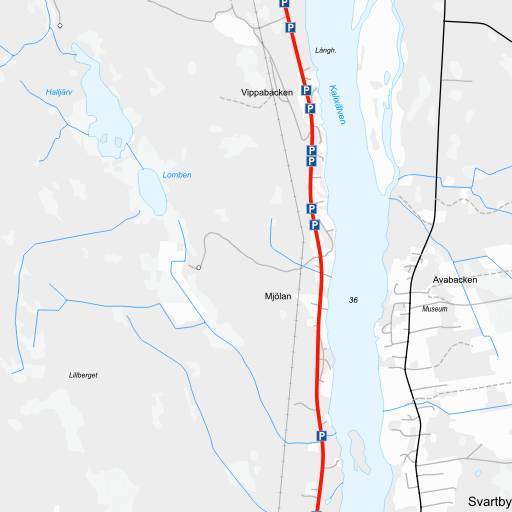 P
P
Långh.
Halljärv
Vippabacken
P
Kalixälven
P
P
P
Lomben
P
P
Avabacken
Mjölan
36
Museum
Lillberget
P
Svartby